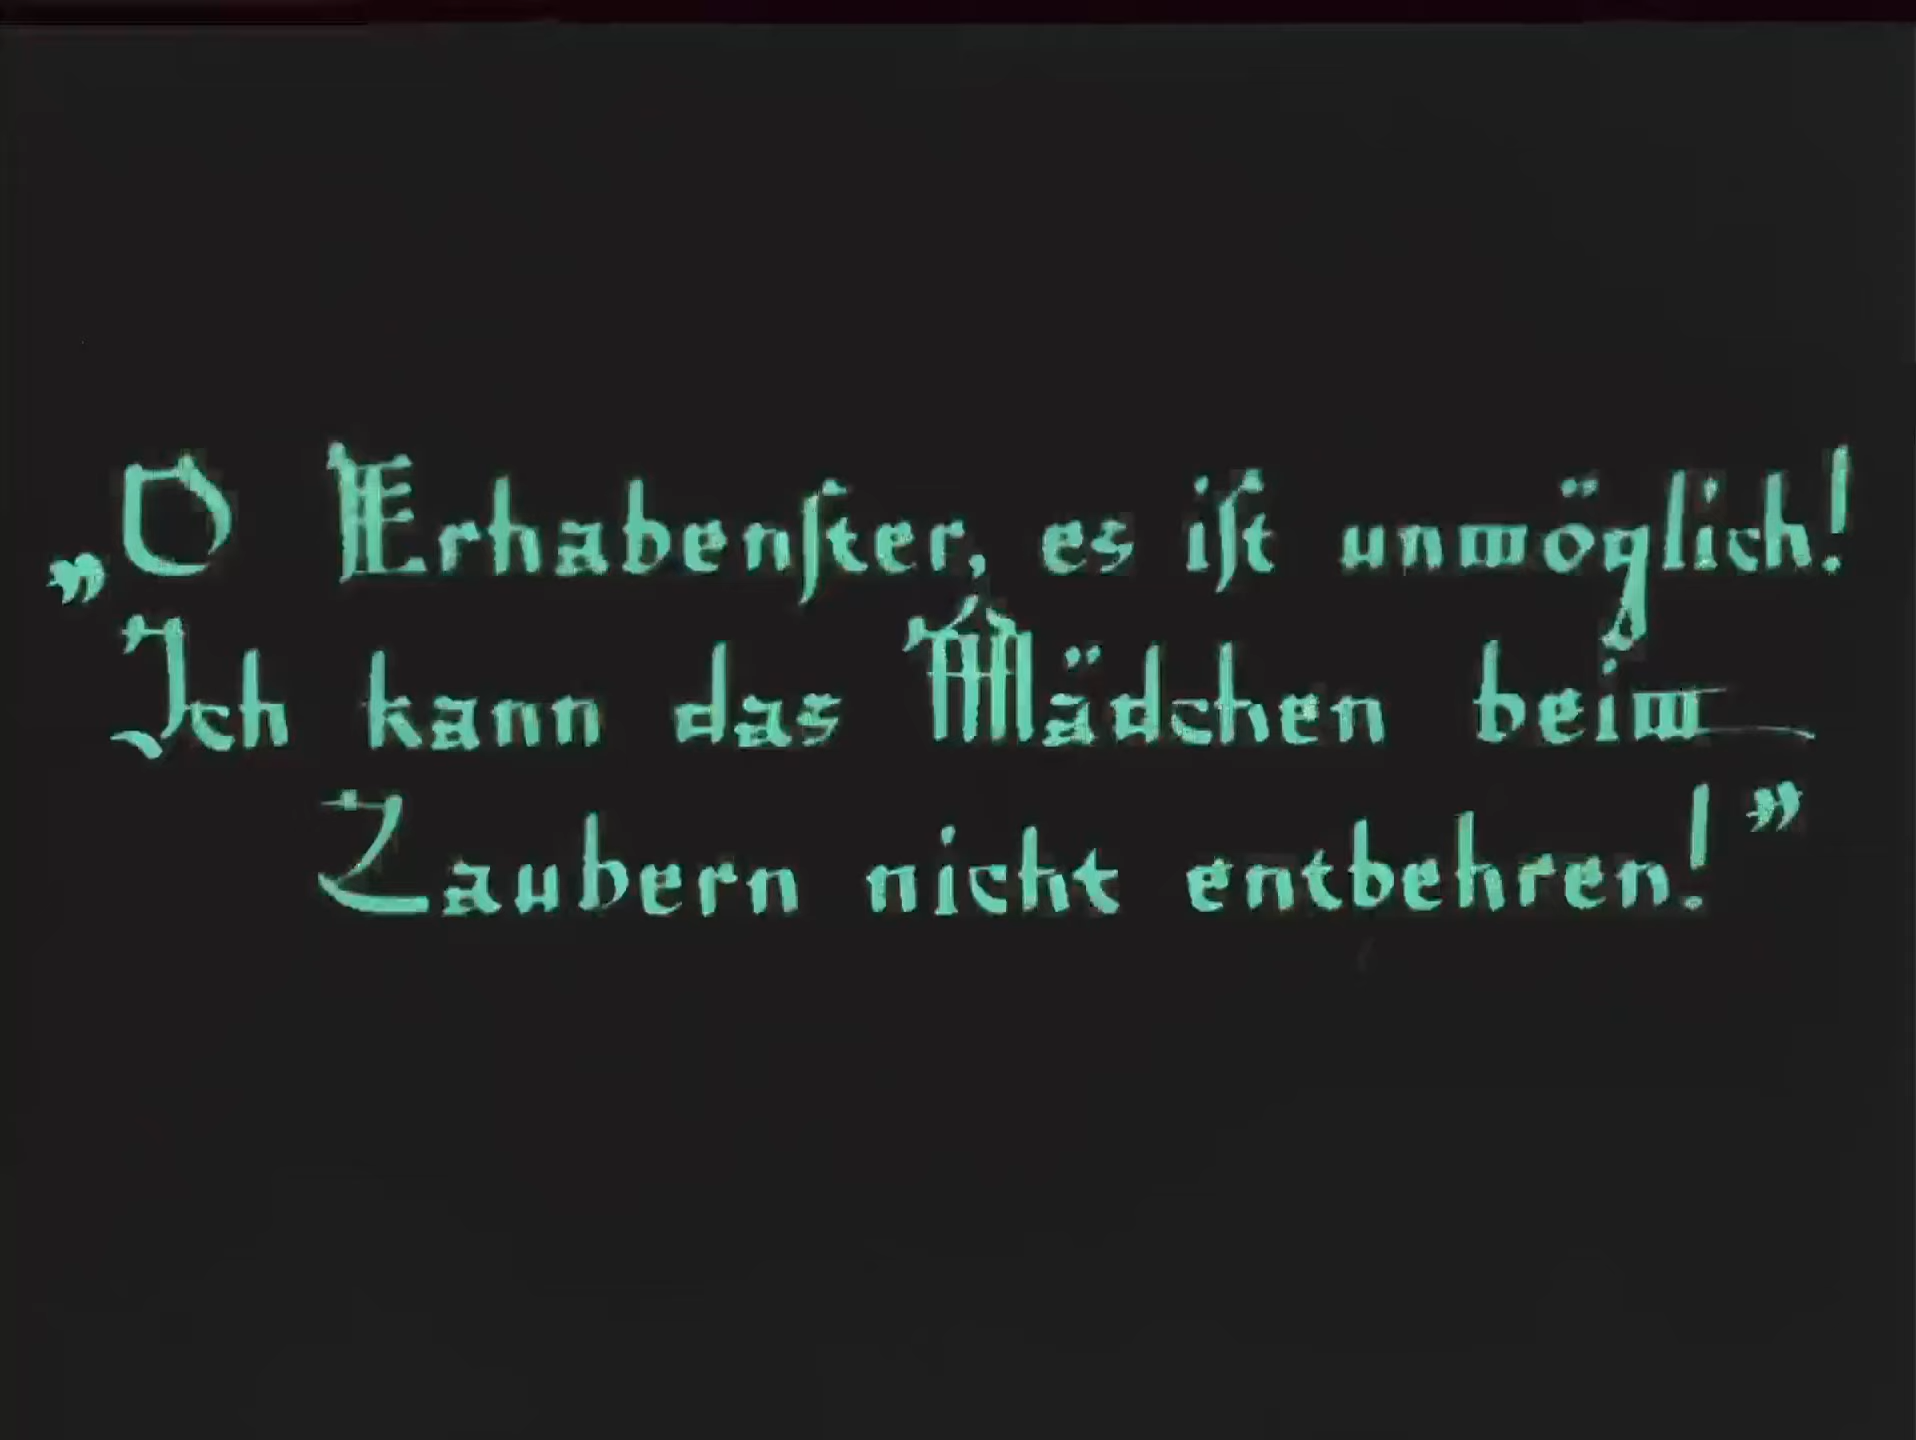 „O Erhabenſter, es iſt unmöglich!
Ich kann das Mädchen beim
Zaubern nicht entbehren!”